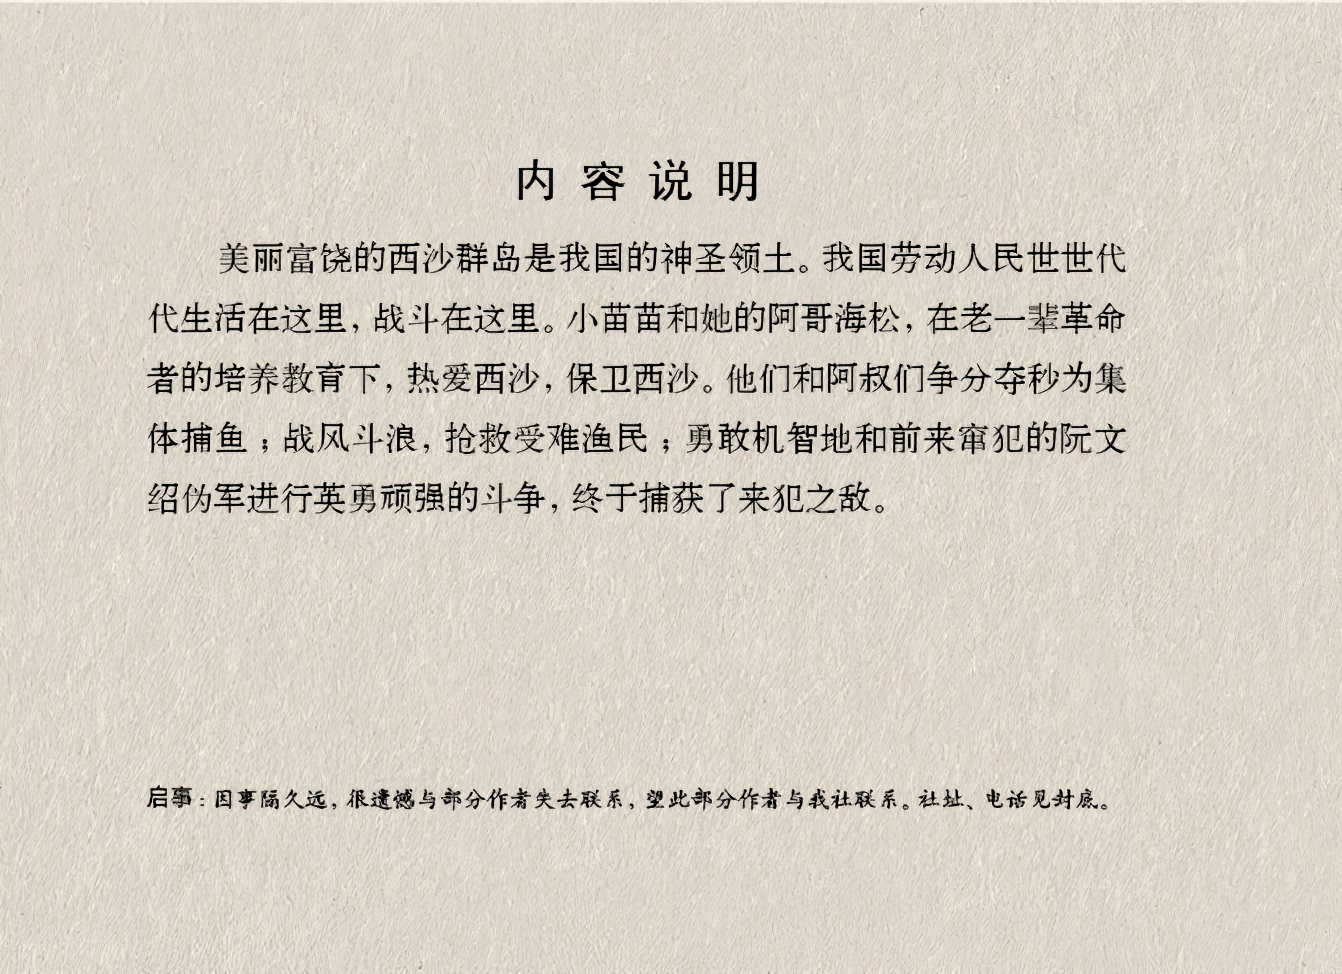 内容说明
美丽富饶的西沙群岛是我国的神圣领土。我国劳动人民世世代
代生活在这里，战斗在这里。小苗苗和她的阿哥海松，在老一辈革命
者的培养教育下，热爱西沙，保卫西沙。他们和阿叔们争分夺秒为集
体捕鱼；战风斗浪，抢救受难渔民；勇敢机智地和前来窜犯的阮文
绍伪军进行英勇顽强的斗争，终于捕获了来犯之敌。
启事：因事隔久远，很遗憾与部分作者失去联系，望此部分作者与我社联系。社址、电话见封底。